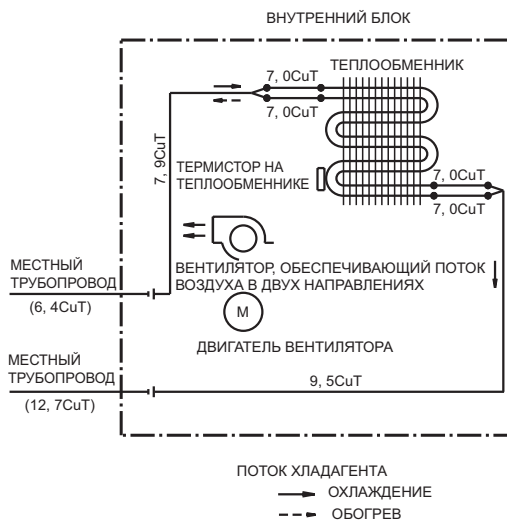 ВНУТРЕННИЙ БЛОК
ТЕПЛООБМЕННИК
7, 0CuT
7, 0CuT
7, 9CuT
ТЕРМИСТОР НА
ТЕПЛООБМЕННИКЕ
7, 0CuT
7, 0CuT
МЕСТНЫЙ
ТРУБОПРОВОД
(6, 4CuT)
ВЕНТИЛЯТОР, ОБЕСПЕЧИВАЮЩИЙ ПОТОК
ВОЗДУХА В ДВУХ НАПРАВЛЕНИЯХ
M
ДВИГАТЕЛЬ ВЕНТИЛЯТОРА
МЕСТНЫЙ
ТРУБОПРОВОД
(12, 7CuT)
9, 5CuT
ПОТОК ХЛАДАГЕНТА
ОХЛАЖДЕНИЕ
ОБОГРЕВ